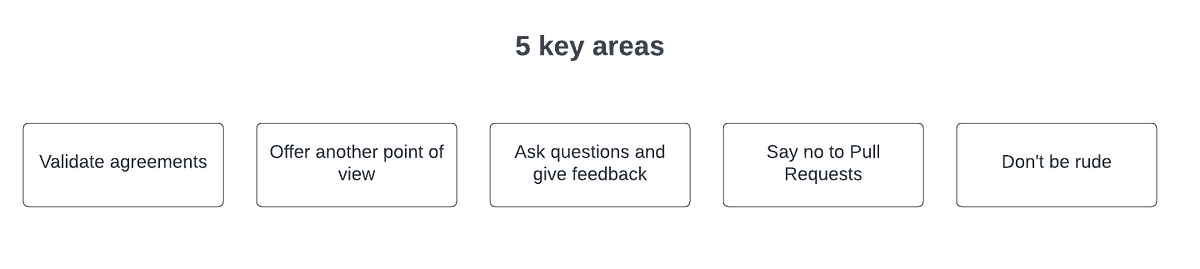 5 key areas
Validate agreements
Offer another point of
view
Ask questions and
give feedback
Say no to Pull
Requests
Don't be rude